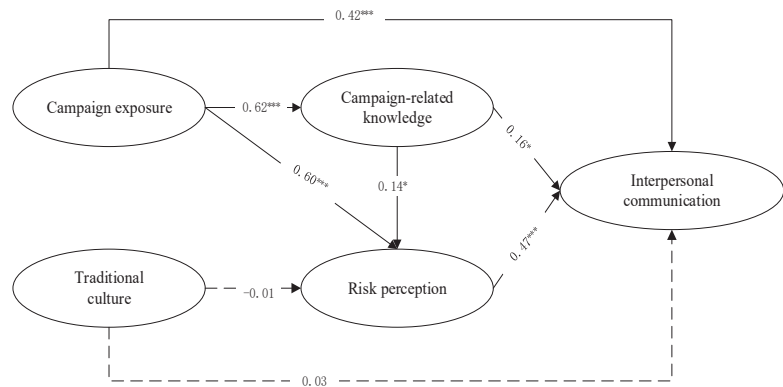 0.42***
Campaign exposure
0.62***
Campaign-related
knowledge
0.16*
0.60***
0.14*
Interpersonal
communication
0.47***
Traditional
culture
-0.01
Risk perception
0.03